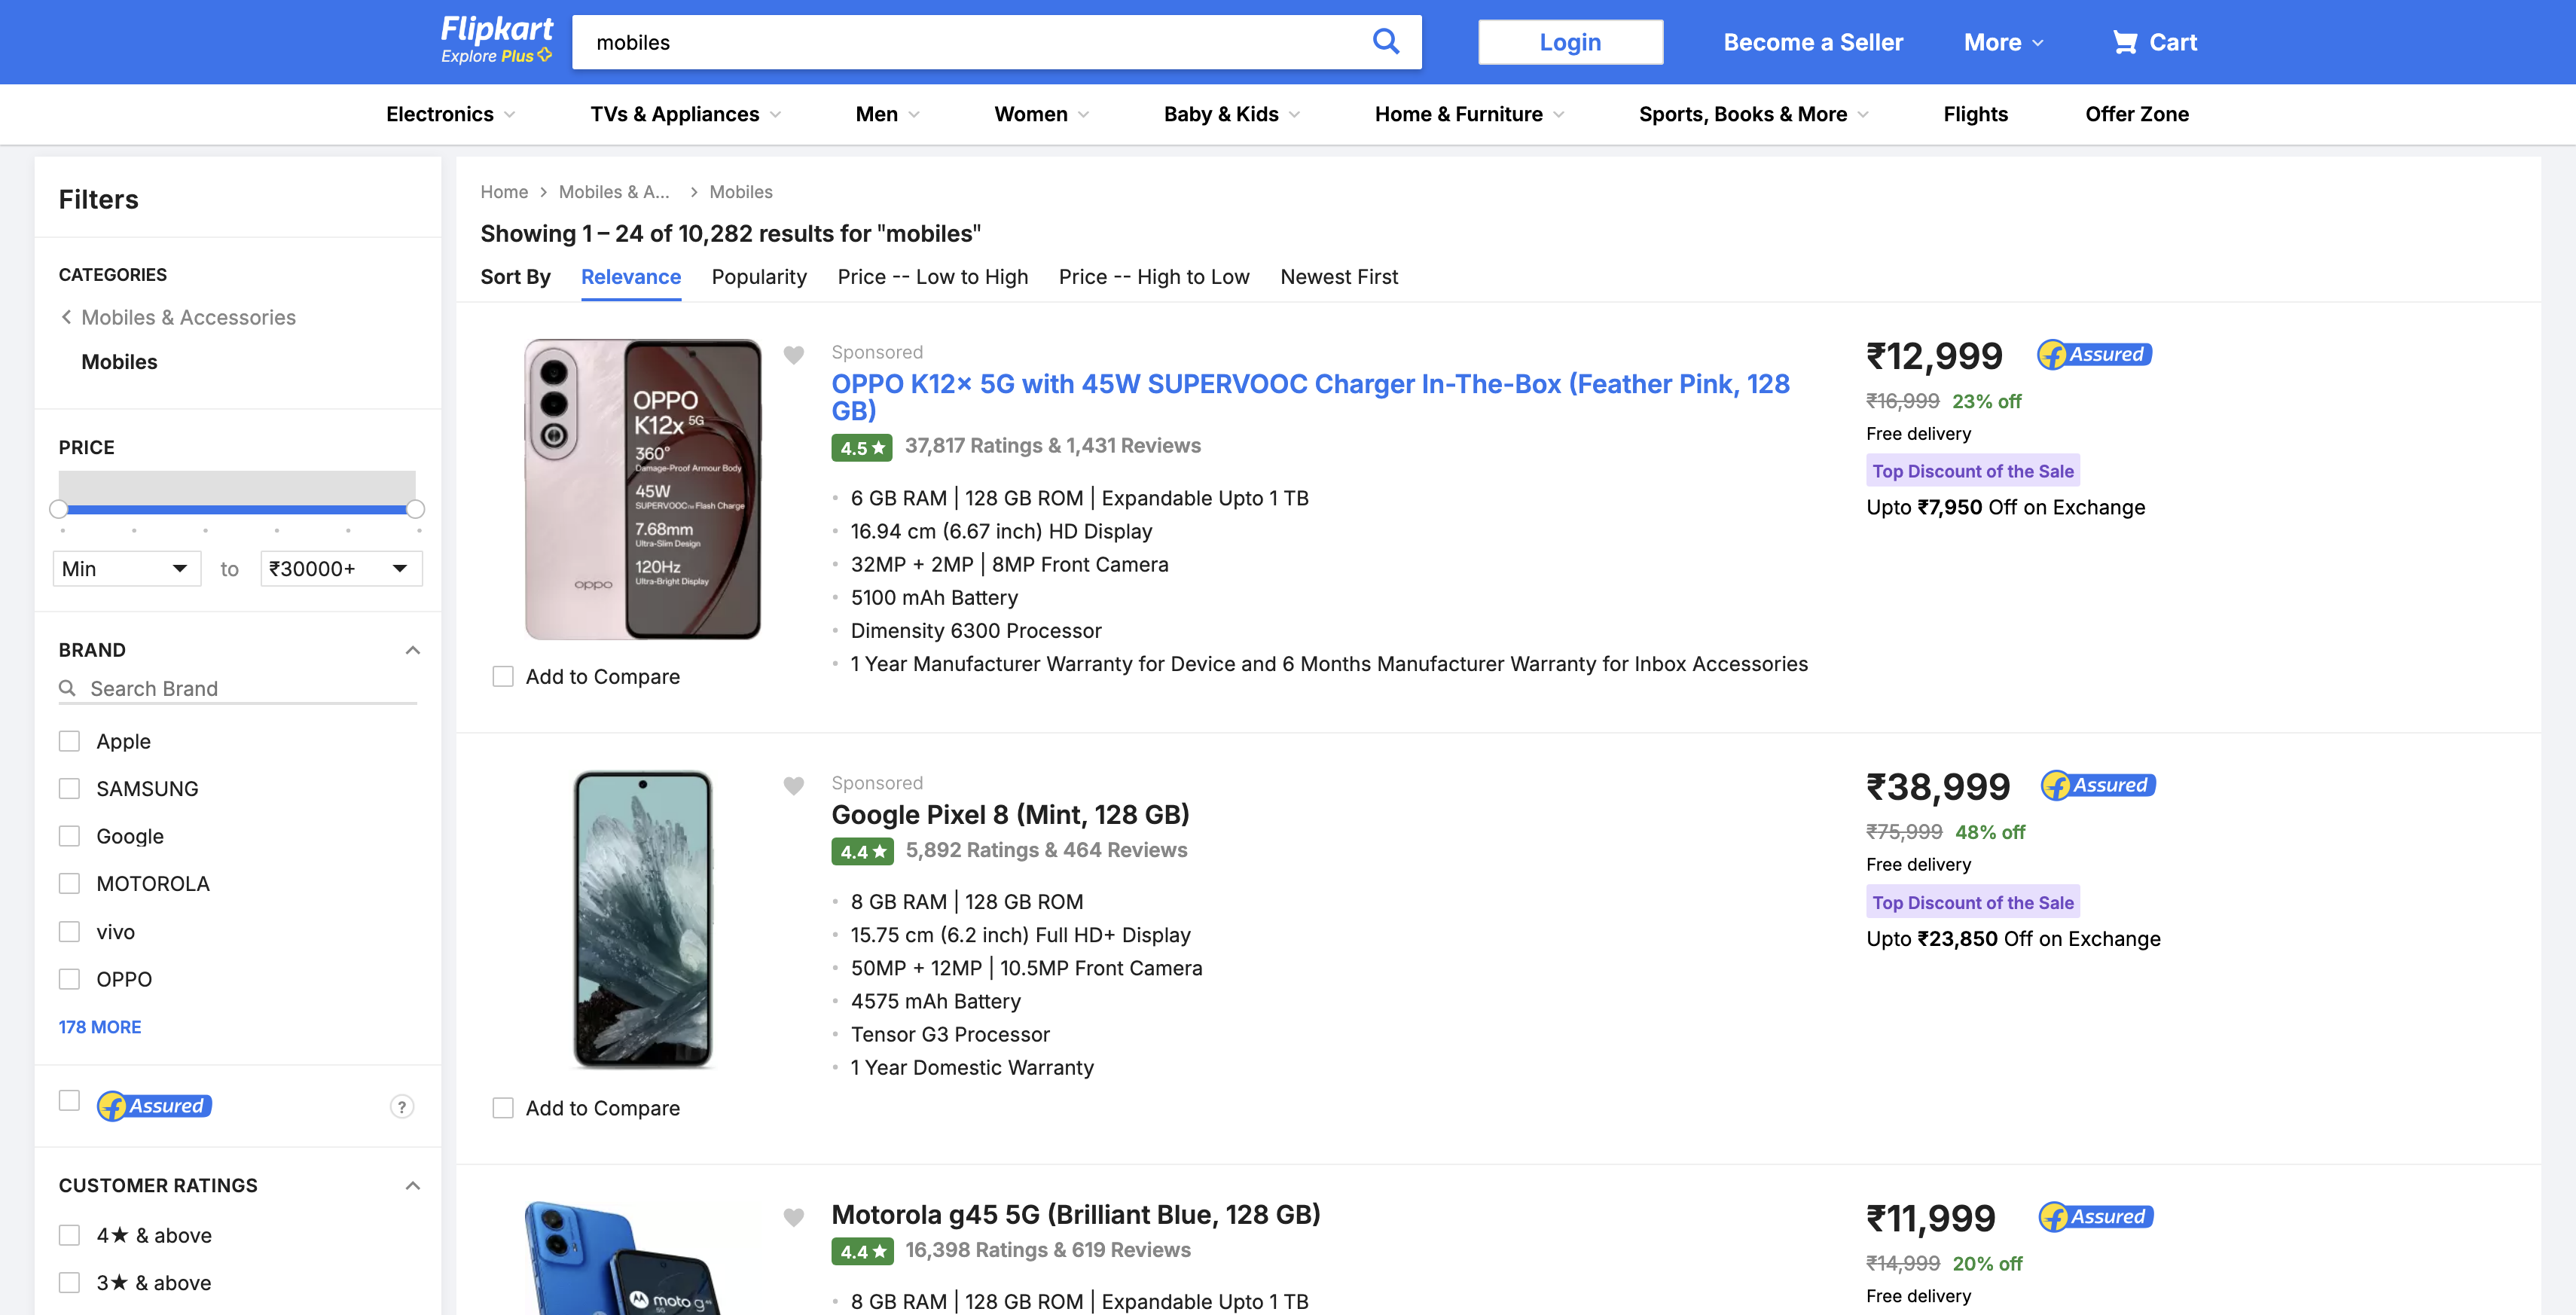 Flipkart
Explore Plus
mobiles
Login
Become a Seller
More
Cart
Electronics
TVs & Appliances
Men
Women
Baby & Kids
Home & Furniture
Sports, Books & More
Flights
Offer Zone
Filters
CATEGORIES
Mobiles & Accessories
Mobiles
PRICE
Min to ₹30000+
BRAND
Search Brand
Apple
SAMSUNG
Google
MOTOROLA
vivo
OPPO
178 MORE
Assured
?
CUSTOMER RATINGS
4★ & above
3★ & above
Home > Mobiles & A... > Mobiles
Showing 1 – 24 of 10,282 results for "mobiles"
Sort By Relevance Popularity Price -- Low to High Price -- High to Low Newest First
OPPO
K12x 5G
360°
Damage-Proof Armour Body
45W
SUPERVOOC™ Flash Charge
7.68mm
Ultra-Slim Design
120Hz
Ultra-Bright Display
oppo
Add to Compare
Sponsored
OPPO K12x 5G with 45W SUPERVOOC Charger In-The-Box (Feather Pink, 128
GB)
4.5★ 37,817 Ratings & 1,431 Reviews
6 GB RAM | 128 GB ROM | Expandable Upto 1 TB
16.94 cm (6.67 inch) HD Display
32MP + 2MP | 8MP Front Camera
5100 mAh Battery
Dimensity 6300 Processor
1 Year Manufacturer Warranty for Device and 6 Months Manufacturer Warranty for Inbox Accessories
₹12,999 Assured
₹16,999 23% off
Free delivery
Top Discount of the Sale
Upto ₹7,950 Off on Exchange
Add to Compare
Sponsored
Google Pixel 8 (Mint, 128 GB)
4.4★ 5,892 Ratings & 464 Reviews
8 GB RAM | 128 GB ROM
15.75 cm (6.2 inch) Full HD+ Display
50MP + 12MP | 10.5MP Front Camera
4575 mAh Battery
Tensor G3 Processor
1 Year Domestic Warranty
₹38,999 Assured
₹75,999 48% off
Free delivery
Top Discount of the Sale
Upto ₹23,850 Off on Exchange
moto
Motorola g45 5G (Brilliant Blue, 128 GB)
4.4★ 16,398 Ratings & 619 Reviews
8 GB RAM | 128 GB ROM | Expandable Upto 1 TB
₹11,999 Assured
₹14,999 20% off
Free delivery